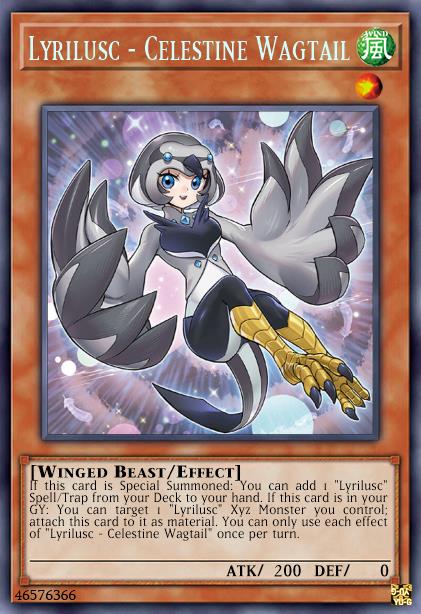 Lyrilusc - Celestine Wagtail
WIND
風
[Winged Beast/Effect]
If this card is Special Summoned: You can add 1 "Lyrilusc"
Spell/Trap from your Deck to your hand. If this card is in your
GY: You can target 1 "Lyrilusc" Xyz Monster you control;
attach this card to it as material. You can only use each effect
of "Lyrilusc - Celestine Wagtail" once per turn.
ATK/ 200 DEF/ 0
46576366